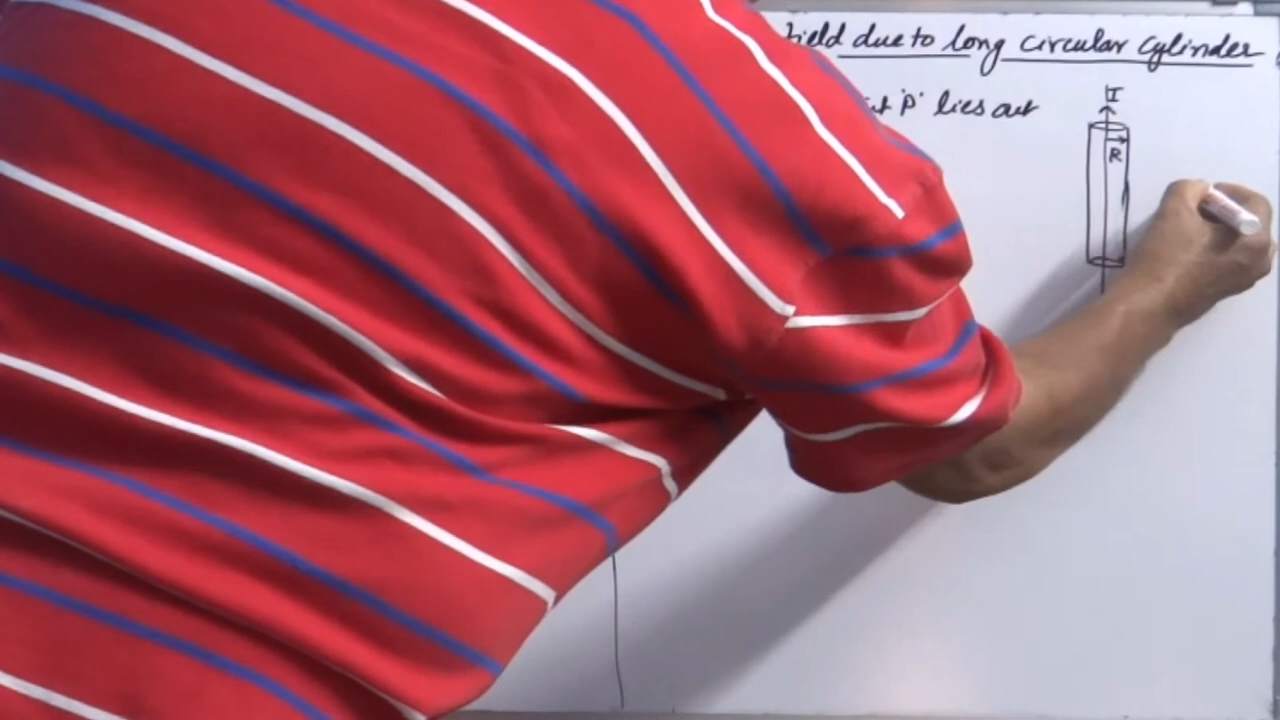 field due to long circular cylinder
'P' lies out
I
R